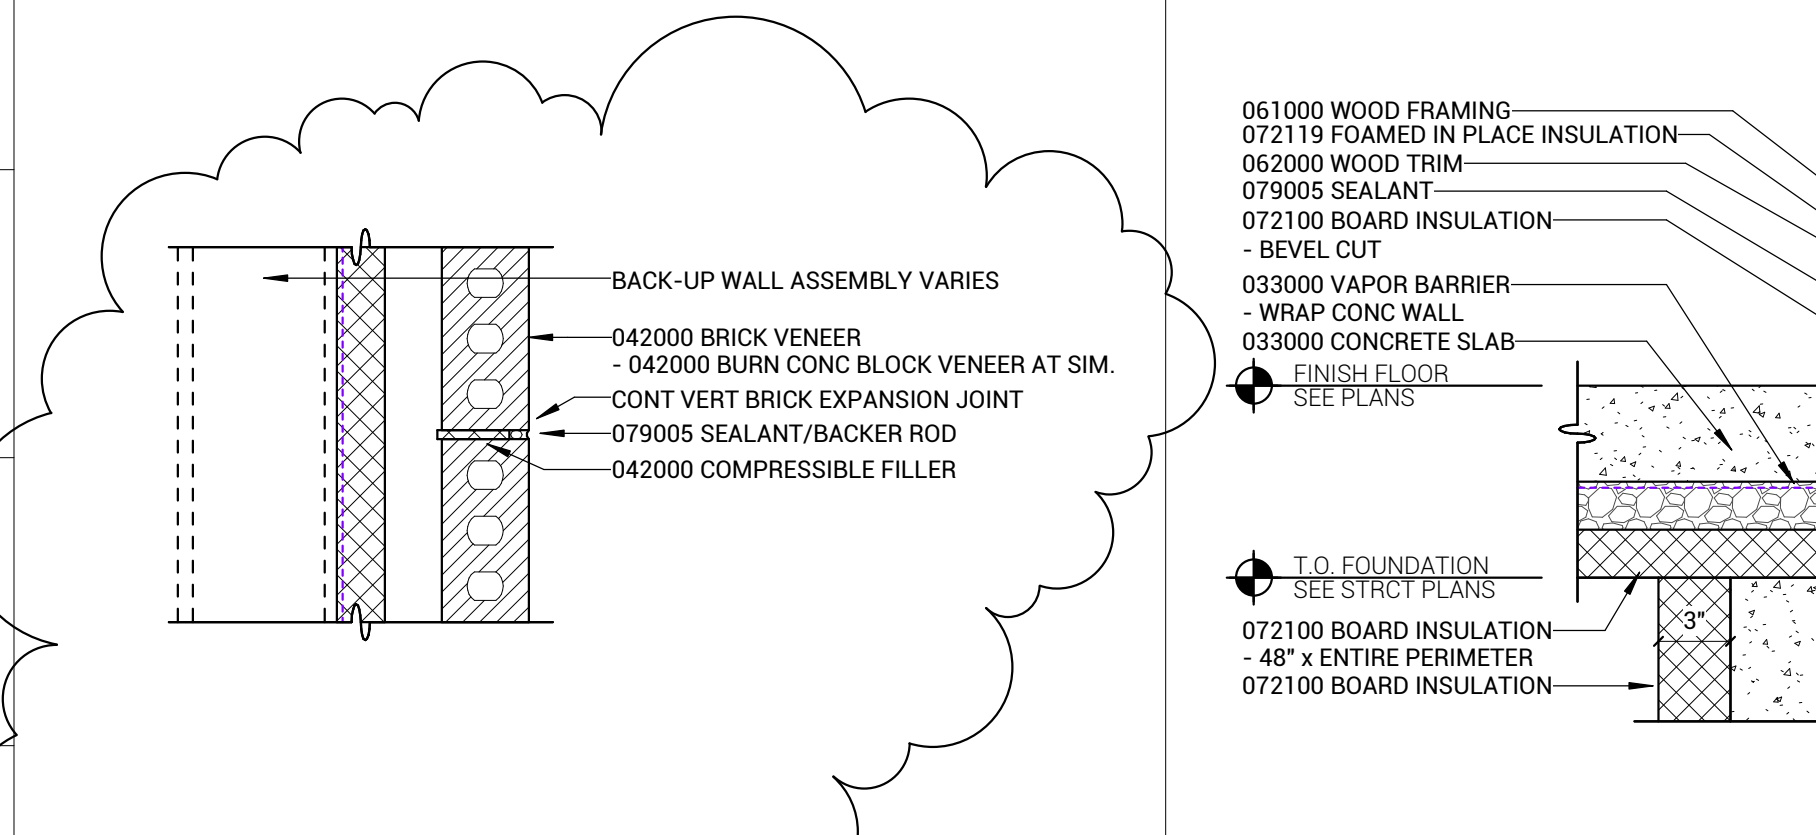 BACK-UP WALL ASSEMBLY VARIES
042000 BRICK VENEER
- 042000 BURN CONC BLOCK VENEER AT SIM.
CONT VERT BRICK EXPANSION JOINT
079005 SEALANT/BACKER ROD
042000 COMPRESSIBLE FILLER
061000 WOOD FRAMING
072119 FOAMED IN PLACE INSULATION
062000 WOOD TRIM
079005 SEALANT
072100 BOARD INSULATION
- BEVEL CUT
033000 VAPOR BARRIER
- WRAP CONC WALL
033000 CONCRETE SLAB
FINISH FLOOR
SEE PLANS
T.O. FOUNDATION
SEE STRCT PLANS
072100 BOARD INSULATION
- 48" x ENTIRE PERIMETER
072100 BOARD INSULATION
3"